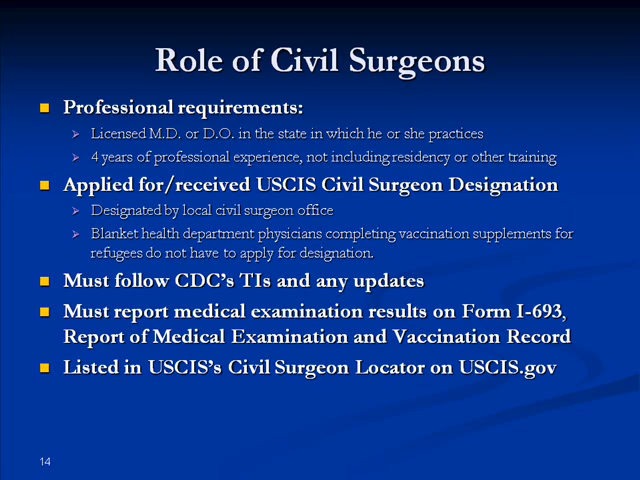 Role of Civil Surgeons
Professional requirements:
Licensed M.D. or D.O. in the state in which he or she practices
4 years of professional experience, not including residency or other training
Applied for/received USCIS Civil Surgeon Designation
Designated by local civil surgeon office
Blanket health department physicians completing vaccination supplements for
refugees do not have to apply for designation.
Must follow CDC's TIs and any updates
Must report medical examination results on Form I-693,
Report of Medical Examination and Vaccination Record
Listed in USCIS's Civil Surgeon Locator on USCIS.gov
14